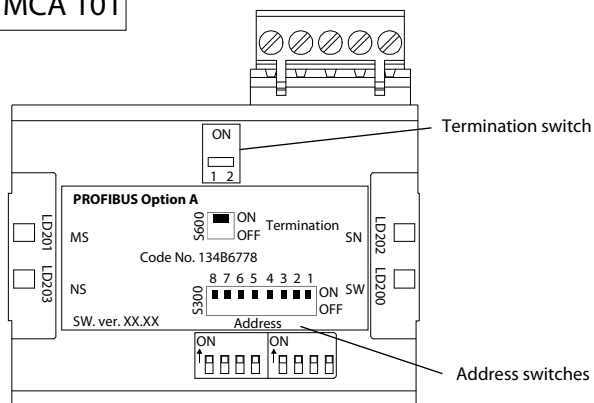 MCA 101
ON
1 2
Termination switch
PROFIBUS Option A
LD201
MS
S600
ON
OFF
Termination
SN
LD202
Code No. 134B6778
8 7 6 5 4 3 2 1
LD203
NS
S300
ON
OFF
SW
LD200
SW. ver. XX.XX
Address
ON
ON
Address switches